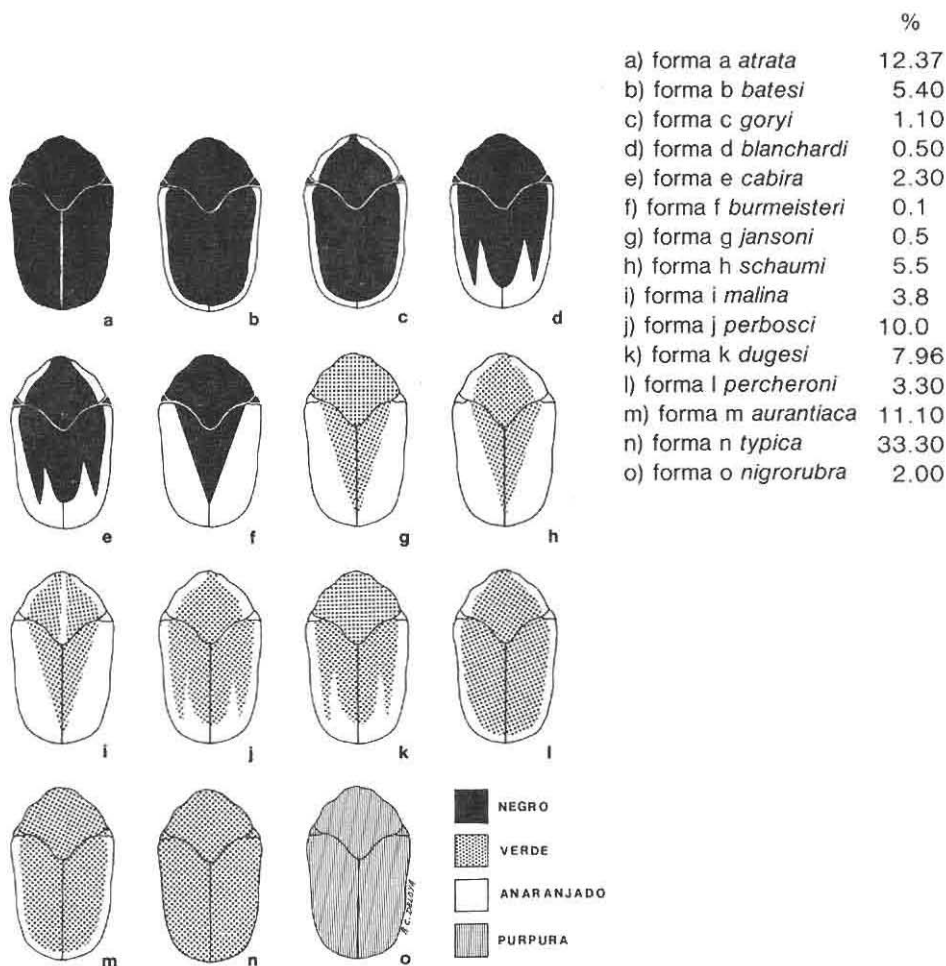 %
a) forma a atrata 12.37
b) forma b batesi 5.40
c) forma c goryi 1.10
d) forma d blanchardi 0.50
e) forma e cabira 2.30
f) forma f burmeisteri 0.1
g) forma g jansoni 0.5
h) forma h schaumi 5.5
i) forma i malina 3.8
j) forma j perbosci 10.0
k) forma k dugesi 7.96
l) forma l percheroni 3.30
m) forma m aurantiaca 11.10
n) forma n typica 33.30
o) forma o nigrorubra 2.00
a b c d
e f g h
i j k l
m n o
NEGRO
VERDE
ANARANJADO
PURPURA
A.C. DELOYA